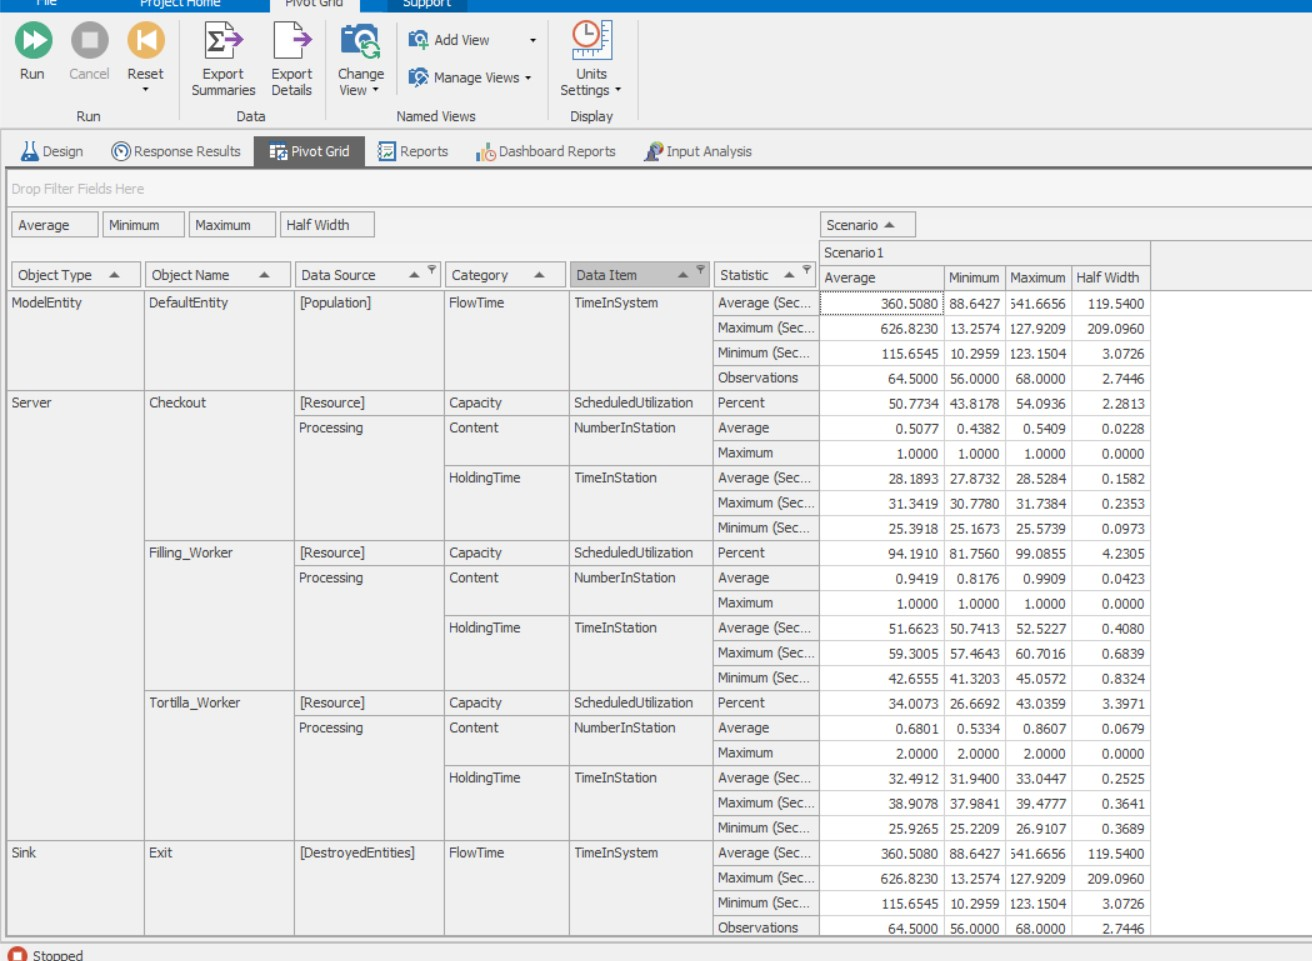 File Project Home Pivot Grid Support
Run Cancel Reset Export Summaries Export Details Change View Add View Manage Views Units Settings
Run Data Named Views Display
Design Response Results Pivot Grid Reports Dashboard Reports Input Analysis
Drop Filter Fields Here
Average Minimum Maximum Half Width Scenario
Scenario1
Object Type Object Name Data Source Category Data Item Statistic Average Minimum Maximum Half Width
ModelEntity DefaultEntity [Population] FlowTime TimeInSystem Average (Sec... 360.5080 88.6427 541.6656 119.5400
Maximum (Sec... 626.8230 13.2574 127.9209 209.0960
Minimum (Sec... 115.6545 10.2959 123.1504 3.0726
Observations 64.5000 56.0000 68.0000 2.7446
Server Checkout [Resource] Capacity ScheduledUtilization Percent 50.7734 43.8178 54.0936 2.2813
Processing Content NumberInStation Average 0.5077 0.4382 0.5409 0.0228
Maximum 1.0000 1.0000 1.0000 0.0000
HoldingTime TimeInStation Average (Sec... 28.1893 27.8732 28.5284 0.1582
Maximum (Sec... 31.3419 30.7780 31.7384 0.2353
Minimum (Sec... 25.3918 25.1673 25.5739 0.0973
Filling_Worker [Resource] Capacity ScheduledUtilization Percent 94.1910 81.7560 99.0855 4.2305
Processing Content NumberInStation Average 0.9419 0.8176 0.9909 0.0423
Maximum 1.0000 1.0000 1.0000 0.0000
HoldingTime TimeInStation Average (Sec... 51.6623 50.7413 52.5227 0.4080
Maximum (Sec... 59.3005 57.4643 60.7016 0.6839
Minimum (Sec... 42.6555 41.3203 45.0572 0.8324
Tortilla_Worker [Resource] Capacity ScheduledUtilization Percent 34.0073 26.6692 43.0359 3.3971
Processing Content NumberInStation Average 0.6801 0.5334 0.8607 0.0679
Maximum 2.0000 2.0000 2.0000 0.0000
HoldingTime TimeInStation Average (Sec... 32.4912 31.9400 33.0447 0.2525
Maximum (Sec... 38.9078 37.9841 39.4777 0.3641
Minimum (Sec... 25.9265 25.2209 26.9107 0.3689
Sink Exit [DestroyedEntities] FlowTime TimeInSystem Average (Sec... 360.5080 88.6427 541.6656 119.5400
Maximum (Sec... 626.8230 13.2574 127.9209 209.0960
Minimum (Sec... 115.6545 10.2959 123.1504 3.0726
Observations 64.5000 56.0000 68.0000 2.7446
Stopped